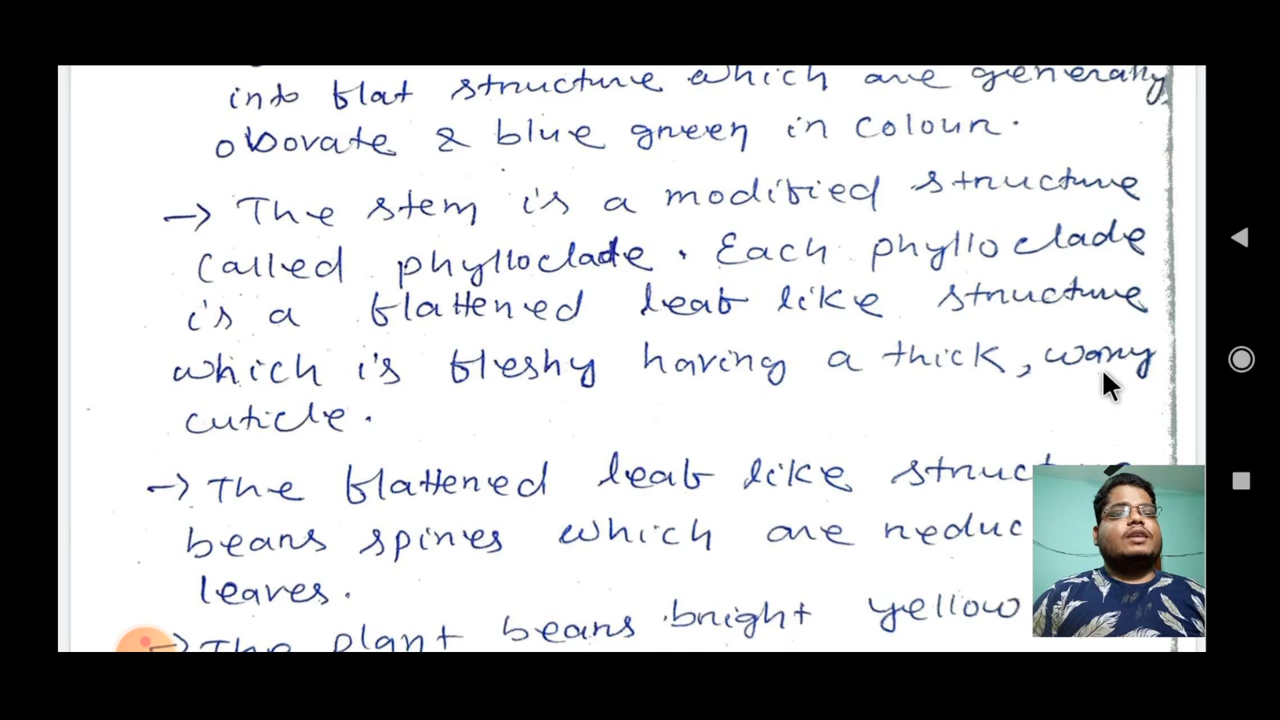 into flat structure which are generally
obovate & blue green in colour.
→ The stem is a modified structure
called phylloclade. Each phylloclade
is a flattened leaf like structure
which is fleshy having a thick, waxy
cuticle.
→ The flattened leaf like
bears spines which are
leaves.
→ The plant bears bright yellow